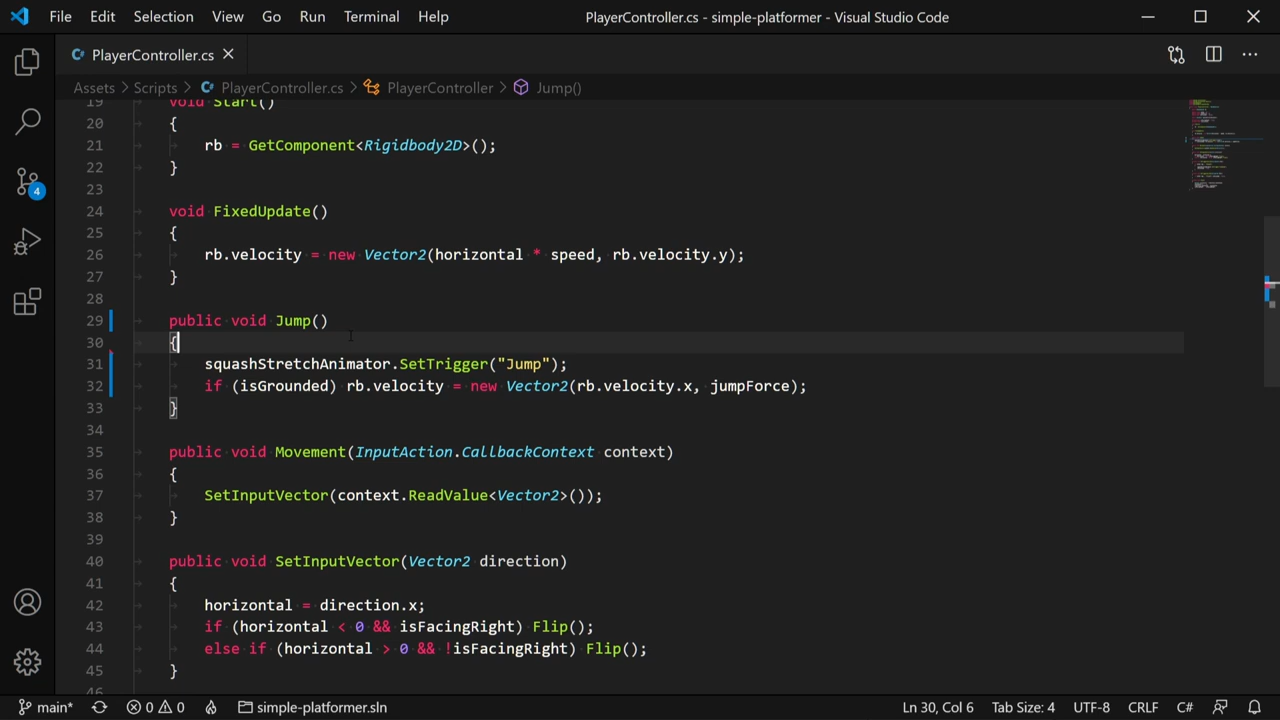 File Edit Selection View Go Run Terminal Help PlayerController.cs - simple-platformer - Visual Studio Code
PlayerController.cs
Assets > Scripts > PlayerController.cs > PlayerController > Jump()
19 void Start()
20 {
21 rb = GetComponent<Rigidbody2D>();
22 }
23
24 void FixedUpdate()
25 {
26 rb.velocity = new Vector2(horizontal * speed, rb.velocity.y);
27 }
28
29 public void Jump()
30 {
31 squashStretchAnimator.SetTrigger("Jump");
32 if (isGrounded) rb.velocity = new Vector2(rb.velocity.x, jumpForce);
33 }
34
35 public void Movement(InputAction.CallbackContext context)
36 {
37 SetInputVector(context.ReadValue<Vector2>());
38 }
39
40 public void SetInputVector(Vector2 direction)
41 {
42 horizontal = direction.x;
43 if (horizontal < 0 && isFacingRight) Flip();
44 else if (horizontal > 0 && !isFacingRight) Flip();
45 }
46
4
main* 0 0 simple-platformer.sln Ln 30, Col 6 Tab Size: 4 UTF-8 CRLF C#